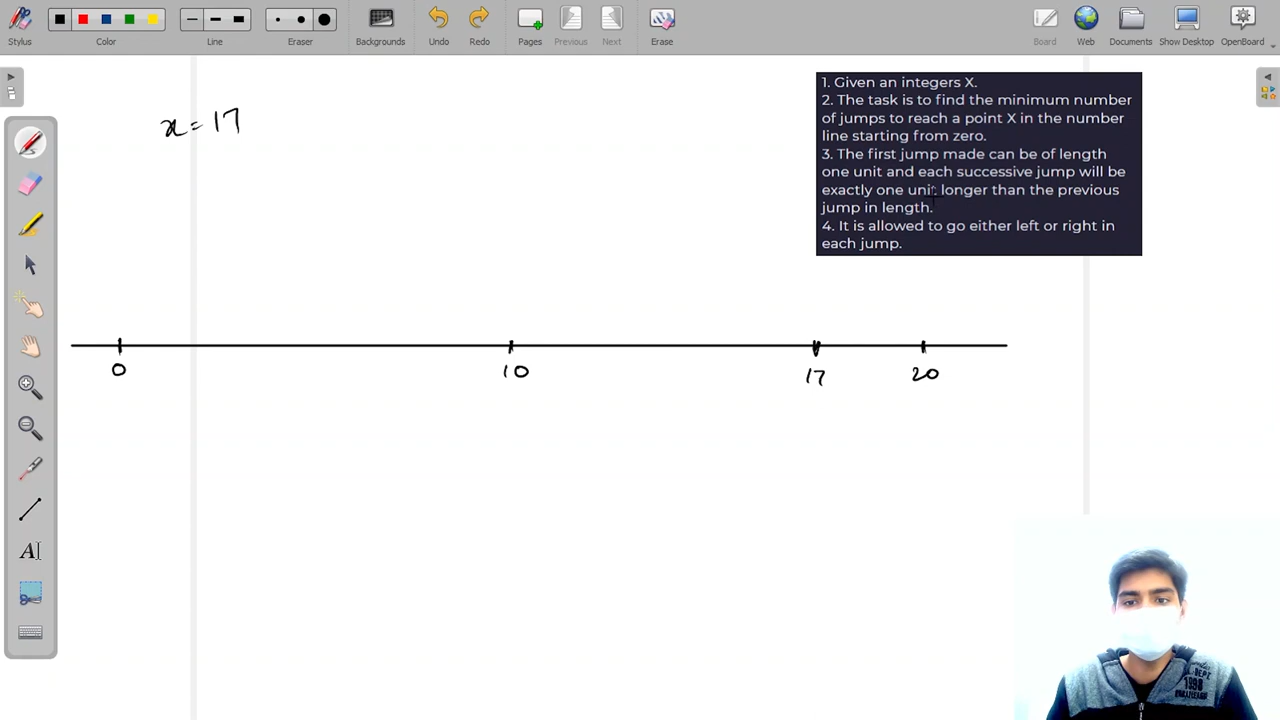 Stylus
Color
Line
Eraser
Backgrounds
Undo
Redo
Pages
Previous
Next
Erase
Board
Web
Documents
Show Desktop
OpenBoard
x = 17
1. Given an integers X.
2. The task is to find the minimum number
of jumps to reach a point X in the number
line starting from zero.
3. The first jump made can be of length
one unit and each successive jump will be
exactly one unit longer than the previous
jump in length.
4. It is allowed to go either left or right in
each jump.
0
10
17
20
A
1998